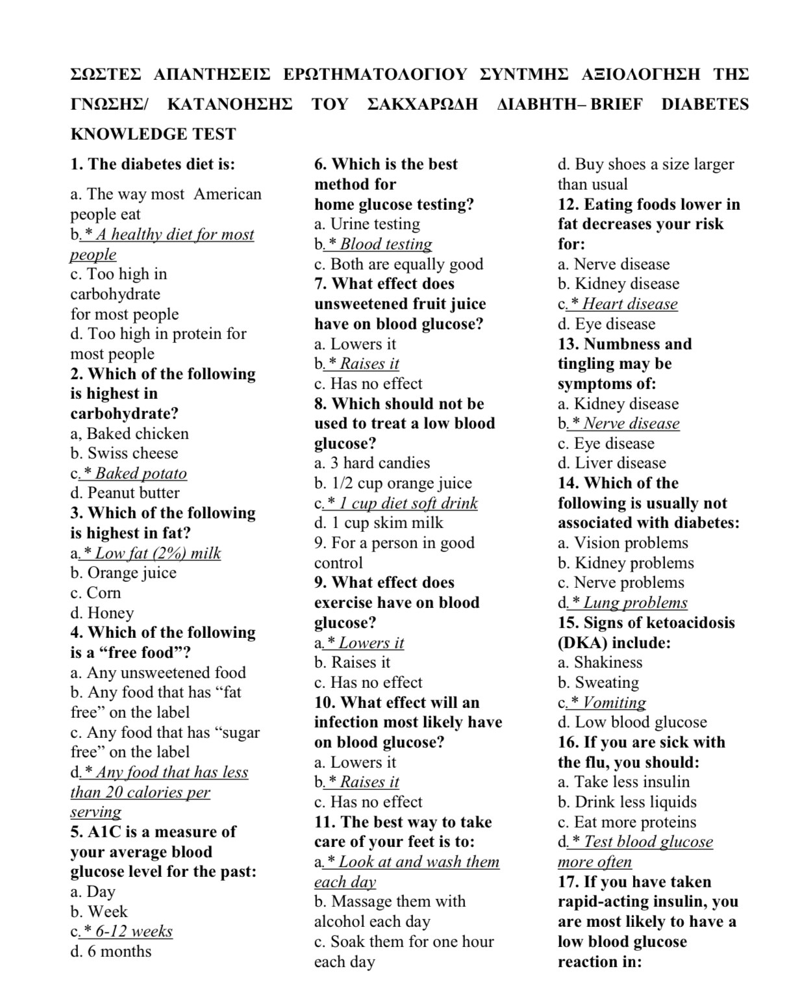 ΣΩΣΤΕΣ ΑΠΑΝΤΗΣΕΙΣ ΕΡΩΤΗΜΑΤΟΛΟΓΙΟΥ ΣΥΝΤΜΗΣ ΑΞΙΟΛΟΓΗΣΗ ΤΗΣ
ΓΝΩΣΗΣ/ ΚΑΤΑΝΟΗΣΗΣ ΤΟΥ ΣΑΚΧΑΡΩΔΗ ΔΙΑΒΗΤΗ– BRIEF DIABETES
KNOWLEDGE TEST
1. The diabetes diet is:
a. The way most American
people eat
b.* A healthy diet for most
people
c. Too high in
carbohydrate
for most people
d. Too high in protein for
most people
2. Which of the following
is highest in
carbohydrate?
a, Baked chicken
b. Swiss cheese
c.* Baked potato
d. Peanut butter
3. Which of the following
is highest in fat?
a.* Low fat (2%) milk
b. Orange juice
c. Corn
d. Honey
4. Which of the following
is a “free food”?
a. Any unsweetened food
b. Any food that has “fat
free” on the label
c. Any food that has “sugar
free” on the label
d.* Any food that has less
than 20 calories per
serving
5. A1C is a measure of
your average blood
glucose level for the past:
a. Day
b. Week
c.* 6-12 weeks
d. 6 months
6. Which is the best
method for
home glucose testing?
a. Urine testing
b.* Blood testing
c. Both are equally good
7. What effect does
unsweetened fruit juice
have on blood glucose?
a. Lowers it
b.* Raises it
c. Has no effect
8. Which should not be
used to treat a low blood
glucose?
a. 3 hard candies
b. 1/2 cup orange juice
c.* 1 cup diet soft drink
d. 1 cup skim milk
9. For a person in good
control
9. What effect does
exercise have on blood
glucose?
a.* Lowers it
b. Raises it
c. Has no effect
10. What effect will an
infection most likely have
on blood glucose?
a. Lowers it
b.* Raises it
c. Has no effect
11. The best way to take
care of your feet is to:
a.* Look at and wash them
each day
b. Massage them with
alcohol each day
c. Soak them for one hour
each day
d. Buy shoes a size larger
than usual
12. Eating foods lower in
fat decreases your risk
for:
a. Nerve disease
b. Kidney disease
c.* Heart disease
d. Eye disease
13. Numbness and
tingling may be
symptoms of:
a. Kidney disease
b.* Nerve disease
c. Eye disease
d. Liver disease
14. Which of the
following is usually not
associated with diabetes:
a. Vision problems
b. Kidney problems
c. Nerve problems
d.* Lung problems
15. Signs of ketoacidosis
(DKA) include:
a. Shakiness
b. Sweating
c.* Vomiting
d. Low blood glucose
16. If you are sick with
the flu, you should:
a. Take less insulin
b. Drink less liquids
c. Eat more proteins
d.* Test blood glucose
more often
17. If you have taken
rapid-acting insulin, you
are most likely to have a
low blood glucose
reaction in: